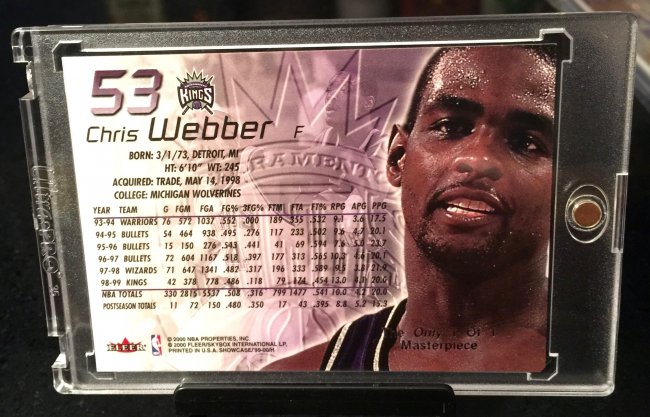 53
KINGS
Chris Webber F
BORN: 3/1/73, DETROIT, MI
HT: 6'10" WT: 245
ACQUIRED: TRADE, MAY 14, 1998
COLLEGE: MICHIGAN WOLVERINES
YEAR TEAM G FGM FGA FG% 3FG% FTM FTA FT% RPG APG PPG
93-94 WARRIORS 76 572 1037 .552 .000 189 355 .532 9.1 3.6 17.5
94-95 BULLETS 54 464 938 .495 .276 117 233 .502 9.6 4.7 20.1
95-96 BULLETS 15 150 276 .543 .441 41 69 .594 7.6 5.0 23.7
96-97 BULLETS 72 604 1167 .518 .397 177 313 .565 10.3 4.6 20.1
97-98 WIZARDS 71 647 1341 .482 .317 196 333 .589 9.5 3.8 21.9
98-99 KINGS 42 378 778 .486 .118 79 174 .454 13.0 4.1 20.0
NBA TOTALS 330 2815 5537 .508 .316 799 1477 .541 10.0 4.2 20.0
POSTSEASON TOTALS 11 72 150 .480 .350 17 43 .395 8.8 5.2 15.3
RAMENTO
The Only 1 Of 1
Masterpiece
FLEER
NBA
© 2000 NBA PROPERTIES, INC.
© 2000 FLEER/SKYBOX INTERNATIONAL LP.
PRINTED IN U.S.A. SHOWCASE/'99-00/H